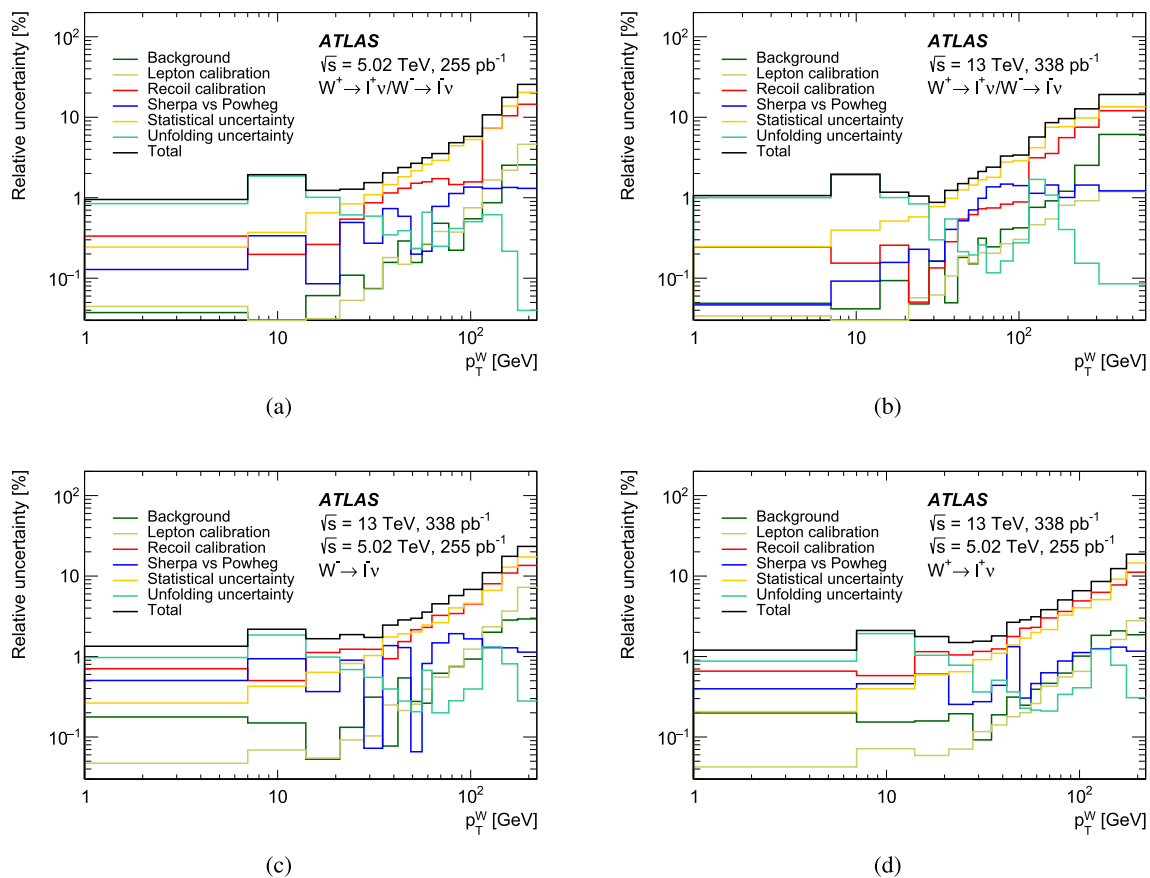 Relative uncertainty [%]
10²
10
1
10⁻¹
Background
Lepton calibration
Recoil calibration
Sherpa vs Powheg
Statistical uncertainty
Unfolding uncertainty
Total
ATLAS
√s = 5.02 TeV, 255 pb⁻¹
W⁺→ l⁺ν/W⁻→ l⁻ν
1 10 10²
p_T^W [GeV]
(a)
Relative uncertainty [%]
10²
10
1
10⁻¹
Background
Lepton calibration
Recoil calibration
Sherpa vs Powheg
Statistical uncertainty
Unfolding uncertainty
Total
ATLAS
√s = 13 TeV, 338 pb⁻¹
W⁺→ l⁺ν/W⁻→ l⁻ν
1 10 10²
p_T^W [GeV]
(b)
Relative uncertainty [%]
10²
10
1
10⁻¹
Background
Lepton calibration
Recoil calibration
Sherpa vs Powheg
Statistical uncertainty
Unfolding uncertainty
Total
ATLAS
√s = 13 TeV, 338 pb⁻¹
√s = 5.02 TeV, 255 pb⁻¹
W⁻→ l⁻ν
1 10 10²
p_T^W [GeV]
(c)
Relative uncertainty [%]
10²
10
1
10⁻¹
Background
Lepton calibration
Recoil calibration
Sherpa vs Powheg
Statistical uncertainty
Unfolding uncertainty
Total
ATLAS
√s = 13 TeV, 338 pb⁻¹
√s = 5.02 TeV, 255 pb⁻¹
W⁺→ l⁺ν
1 10 10²
p_T^W [GeV]
(d)